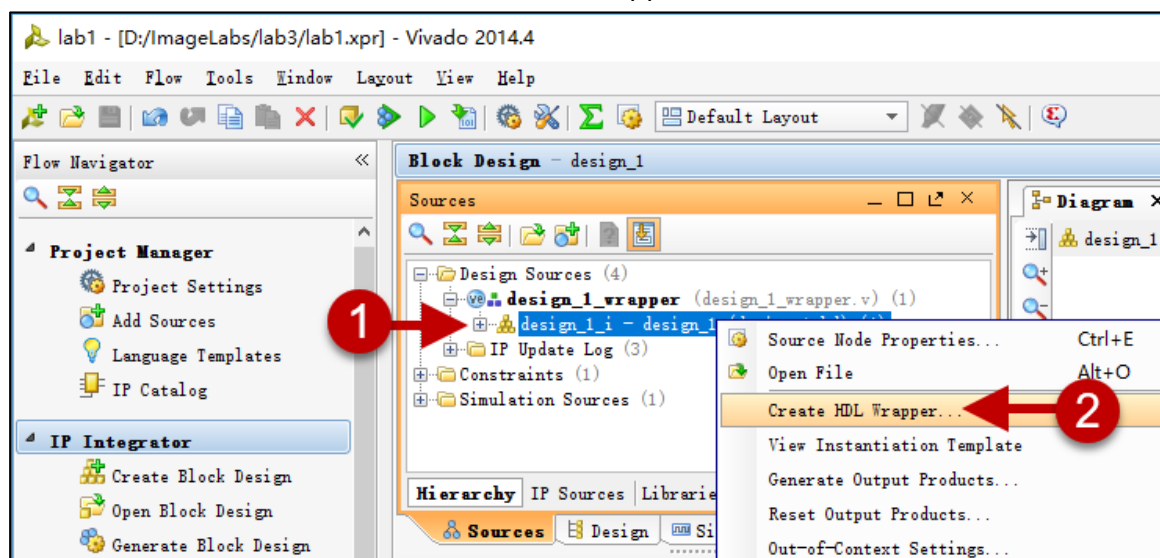 lab1 - [D:/ImageLabs/lab3/lab1.xpr] - Vivado 2014.4
File Edit Flow Tools Window Layout View Help
Default Layout
Flow Navigator
Block Design - design_1
Sources
Diagram
design_1
Project Manager
Project Settings
Add Sources
Language Templates
IP Catalog
IP Integrator
Create Block Design
Open Block Design
Generate Block Design
Design Sources (4)
design_1_wrapper (design_1_wrapper.v) (1)
design_1_i - design_1
IP Update Log (3)
Constraints (1)
Simulation Sources (1)
Hierarchy IP Sources
Sources Design
1
Source Node Properties... Ctrl+E
Open File Alt+O
Create HDL Wrapper...
2
View Instantiation Template
Generate Output Products...
Reset Output Products...
Out-of-Context Settings...